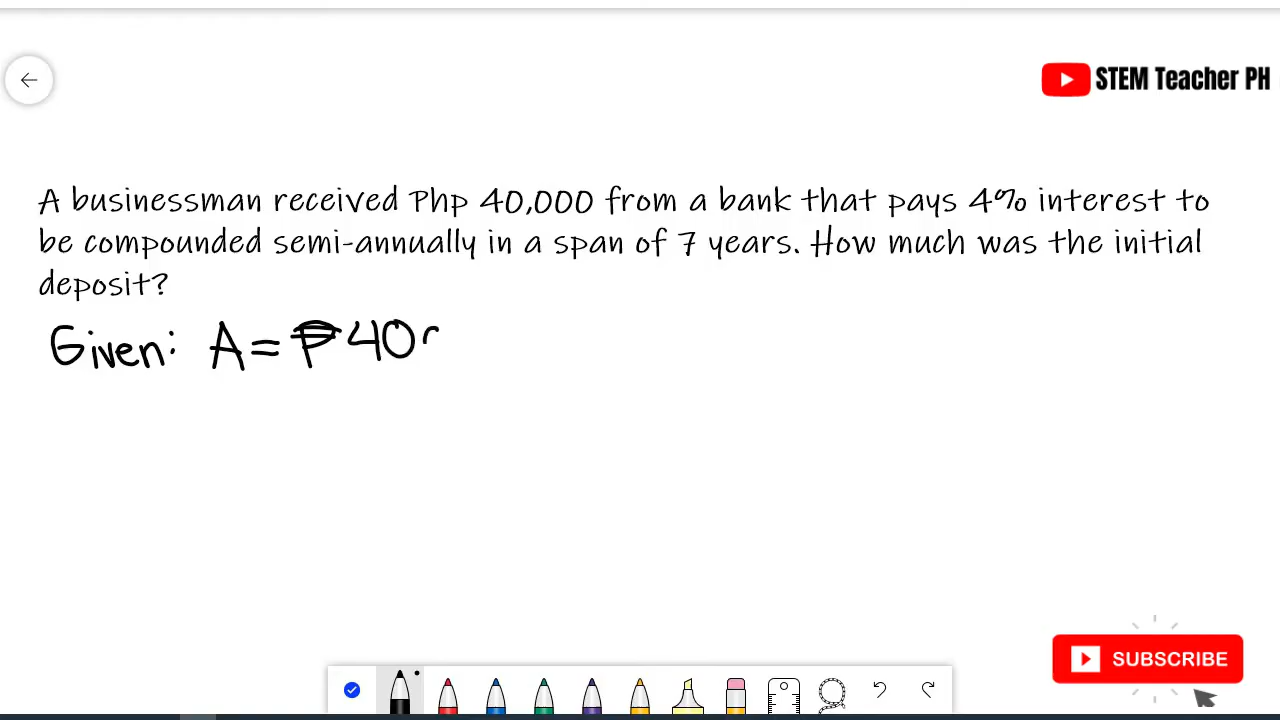 STEM Teacher PH
A businessman received Php 40,000 from a bank that pays 4% interest to
be compounded semi-annually in a span of 7 years. How much was the initial
deposit?
Given: A = ₱40
SUBSCRIBE